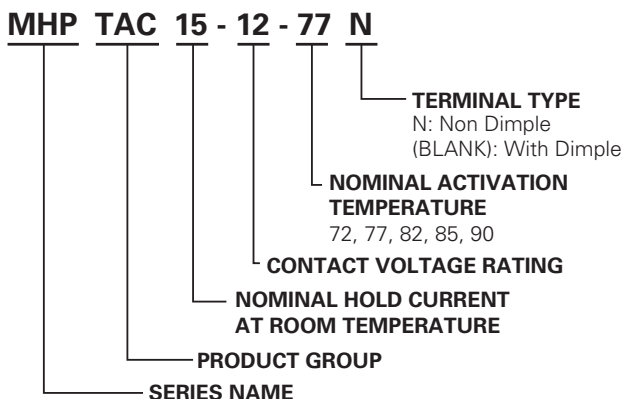 MHP TAC 15 - 12 - 77 N
TERMINAL TYPE
N: Non Dimple
(BLANK): With Dimple
NOMINAL ACTIVATION
TEMPERATURE
72, 77, 82, 85, 90
CONTACT VOLTAGE RATING
NOMINAL HOLD CURRENT
AT ROOM TEMPERATURE
PRODUCT GROUP
SERIES NAME